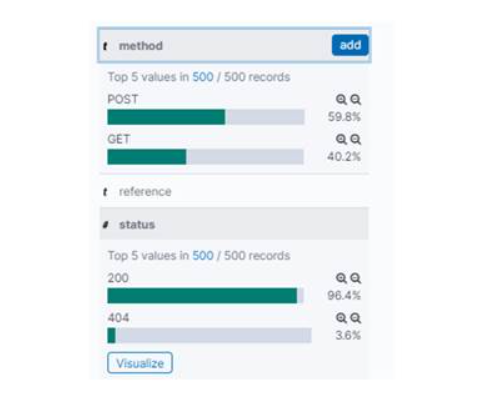 t method add
Top 5 values in 500 / 500 records
POST
59.8%
GET
40.2%
t reference
# status
Top 5 values in 500 / 500 records
200
96.4%
404
3.6%
Visualize